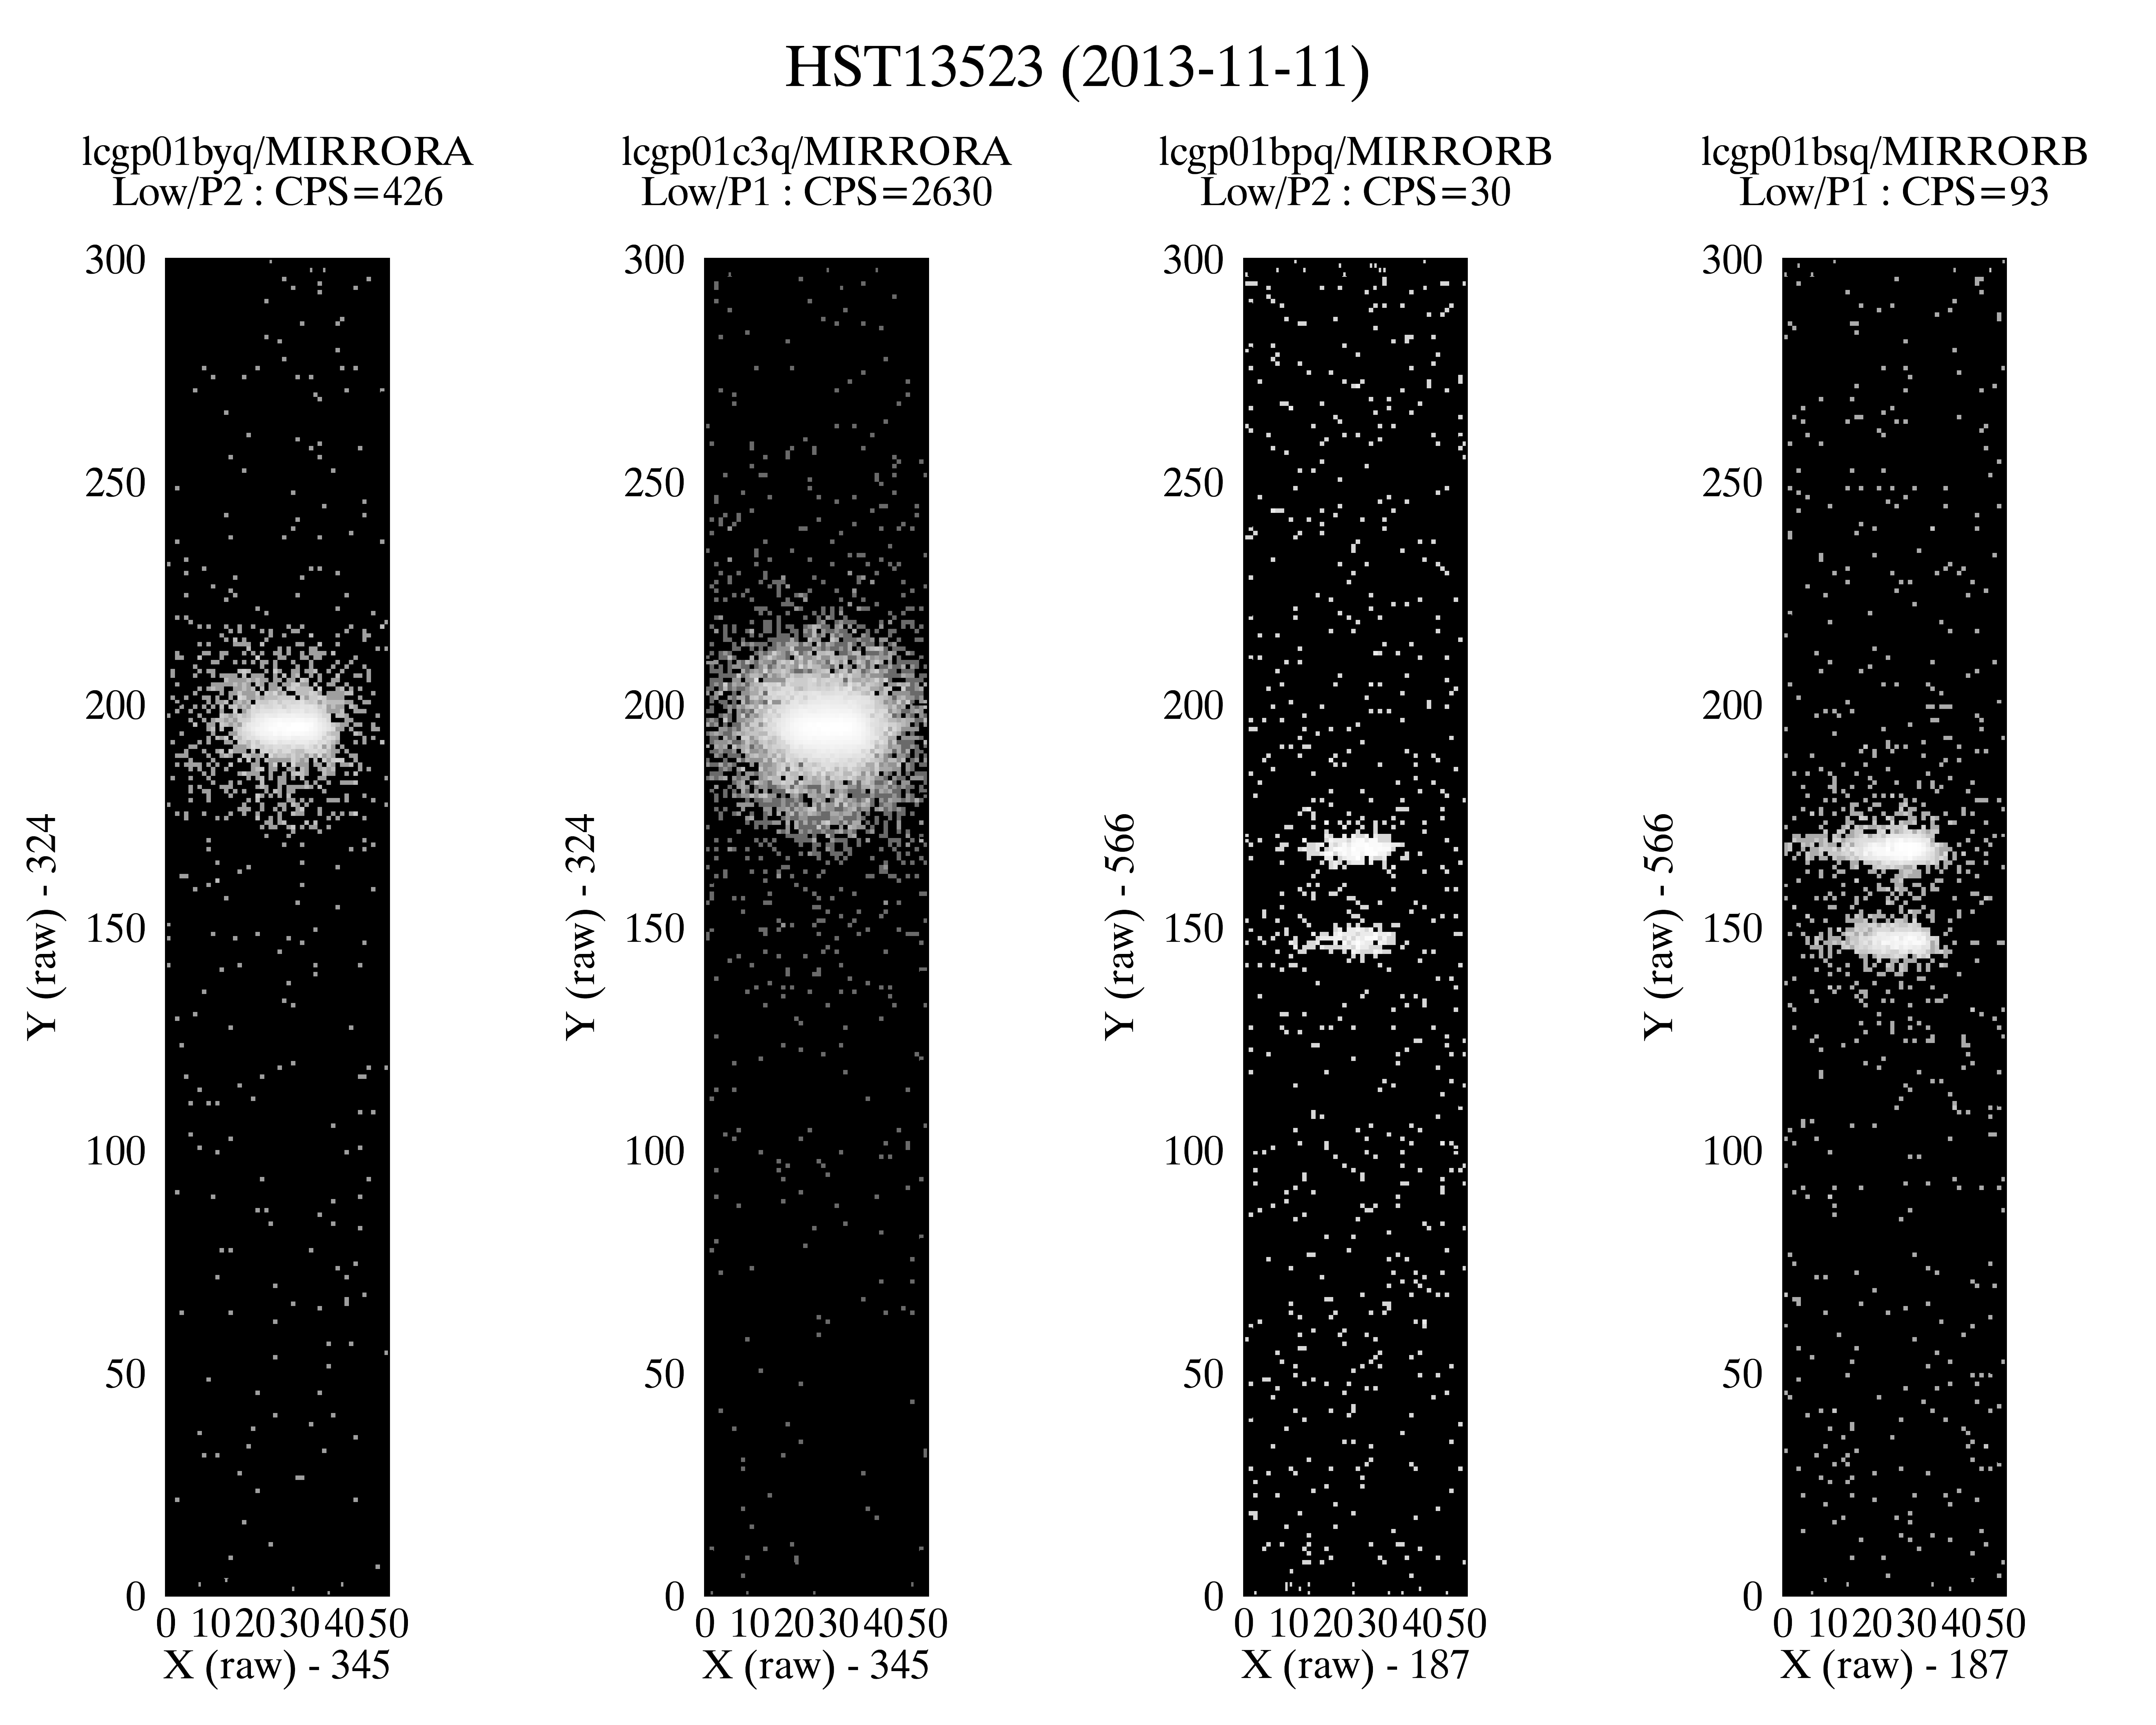 HST13523 (2013-11-11)
lcgp01byq/MIRRORA
Low/P2 : CPS=426
300
250
200
150
100
50
0
0 10 20 30 40 50
X (raw) - 345
Y (raw) - 324
lcgp01c3q/MIRRORA
Low/P1 : CPS=2630
300
250
200
150
100
50
0
0 10 20 30 40 50
X (raw) - 345
Y (raw) - 324
lcgp01bpq/MIRRORB
Low/P2 : CPS=30
300
250
200
150
100
50
0
0 10 20 30 40 50
X (raw) - 187
Y (raw) - 566
lcgp01bsq/MIRRORB
Low/P1 : CPS=93
300
250
200
150
100
50
0
0 10 20 30 40 50
X (raw) - 187
Y (raw) - 566